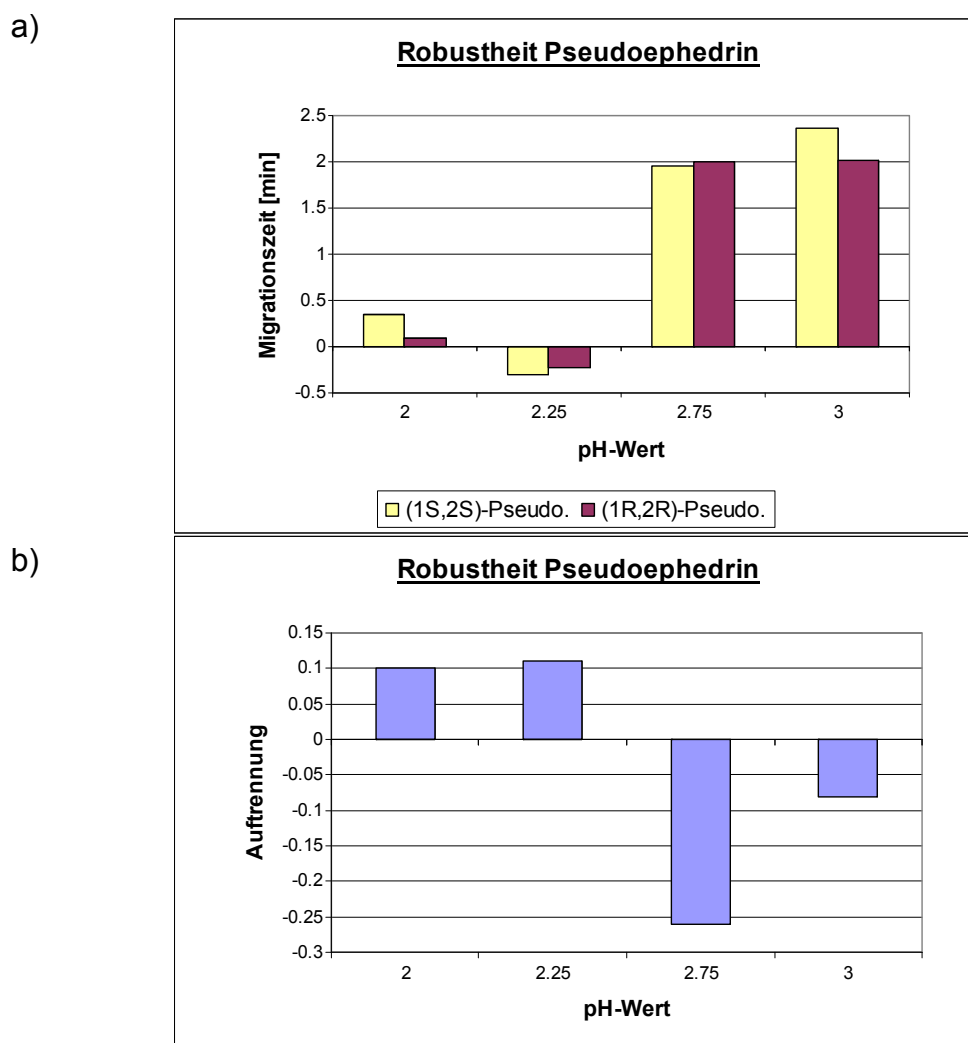 a)
Robustheit Pseudoephedrin
2.5
2
1.5
1
0.5
0
-0.5
Migrationszeit [min]
2 2.25 2.75 3
pH-Wert
(1S,2S)-Pseudo. (1R,2R)-Pseudo.
b)
Robustheit Pseudoephedrin
0.15
0.1
0.05
0
-0.05
-0.1
-0.15
-0.2
-0.25
-0.3
Auftrennung
2 2.25 2.75 3
pH-Wert